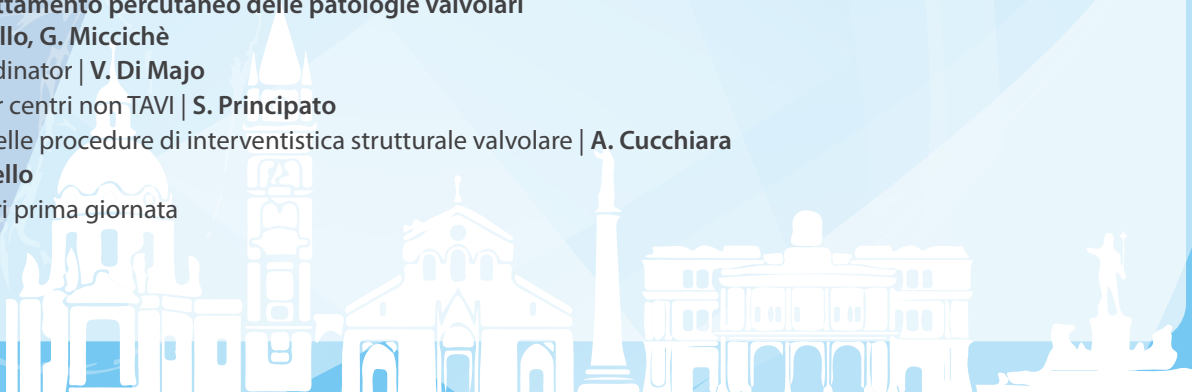 ttamento percutaneo delle patologie valvolari
llo, G. Miccichè
dinator | V. Di Majo
r centri non TAVI | S. Principato
elle procedure di interventistica strutturale valvolare | A. Cucchiara
ello
ri prima giornata